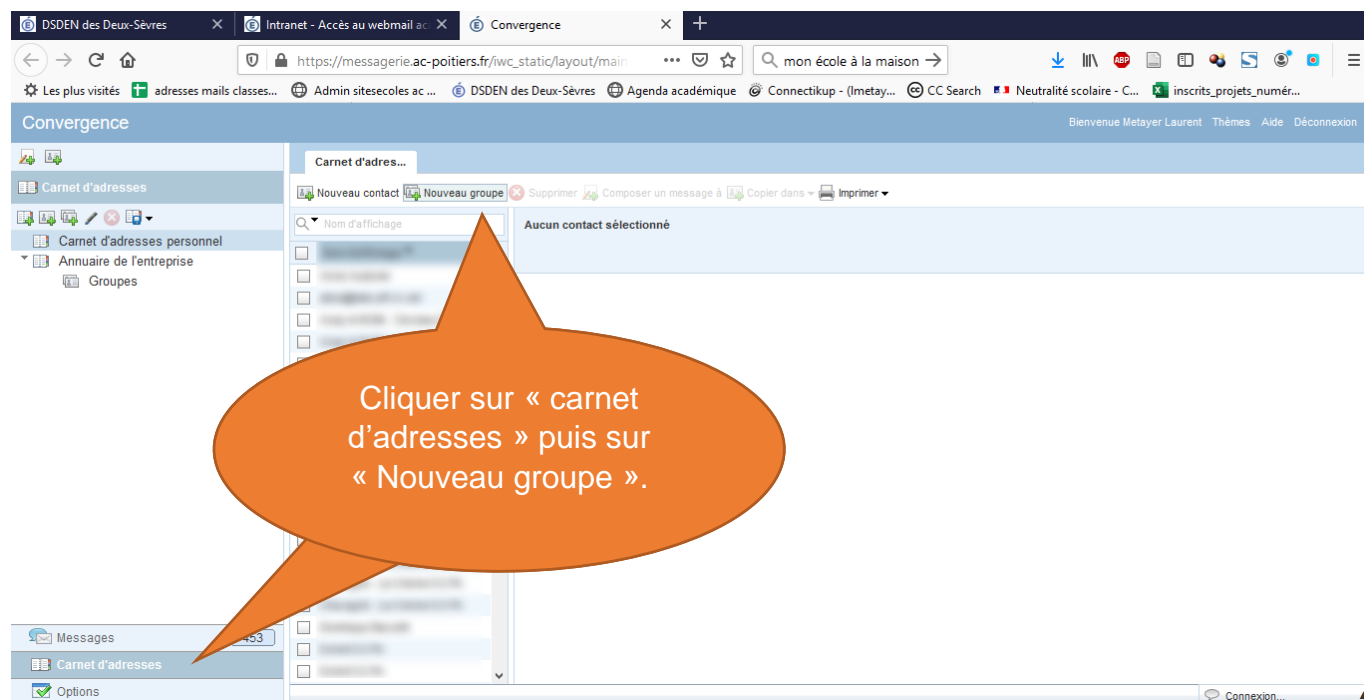 DSDEN des Deux-Sèvres
Intranet - Accès au webmail ac
Convergence
https://messagerie.ac-poitiers.fr/iwc_static/layout/main
mon école à la maison
Les plus visités
adresses mails classes...
Admin sitesecoles ac ...
DSDEN des Deux-Sèvres
Agenda académique
Connectikup - (lmetay...
CC Search
Neutralité scolaire - C...
inscrits_projets_numér...
Convergence
Bienvenue Metayer Laurent Thèmes Aide Déconnexion
Carnet d'adres...
Carnet d'adresses
Nouveau contact
Nouveau groupe
Supprimer
Composer un message à
Copier dans
Imprimer
Nom d'affichage
Aucun contact sélectionné
Carnet d'adresses personnel
Annuaire de l'entreprise
Groupes
Cliquer sur « carnet
d'adresses » puis sur
« Nouveau groupe ».
Messages
453
Carnet d'adresses
Options
Connexion...